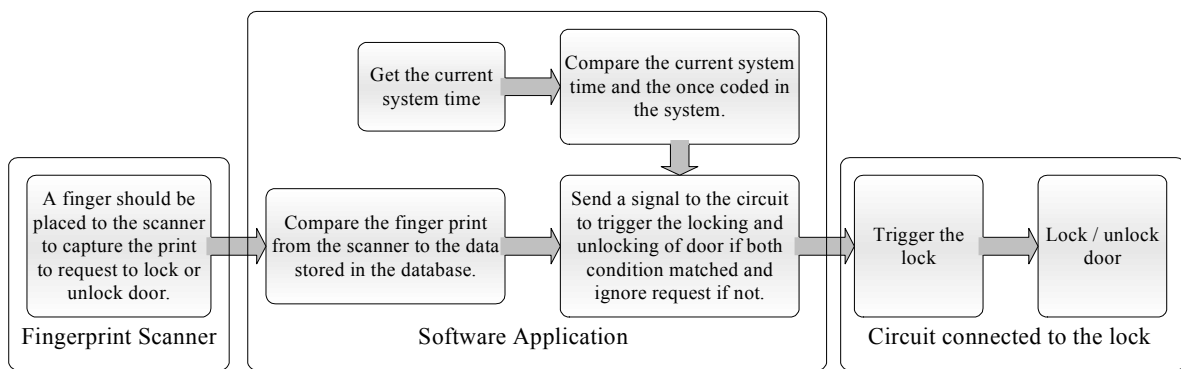 Get the current
system time
Compare the current system
time and the once coded in
the system.
A finger should be
placed to the scanner
to capture the print
to request to lock or
unlock door.
Compare the finger print
from the scanner to the data
stored in the database.
Send a signal to the circuit
to trigger the locking and
unlocking of door if both
condition matched and
ignore request if not.
Trigger the
lock
Lock / unlock
door
Fingerprint Scanner
Software Application
Circuit connected to the lock